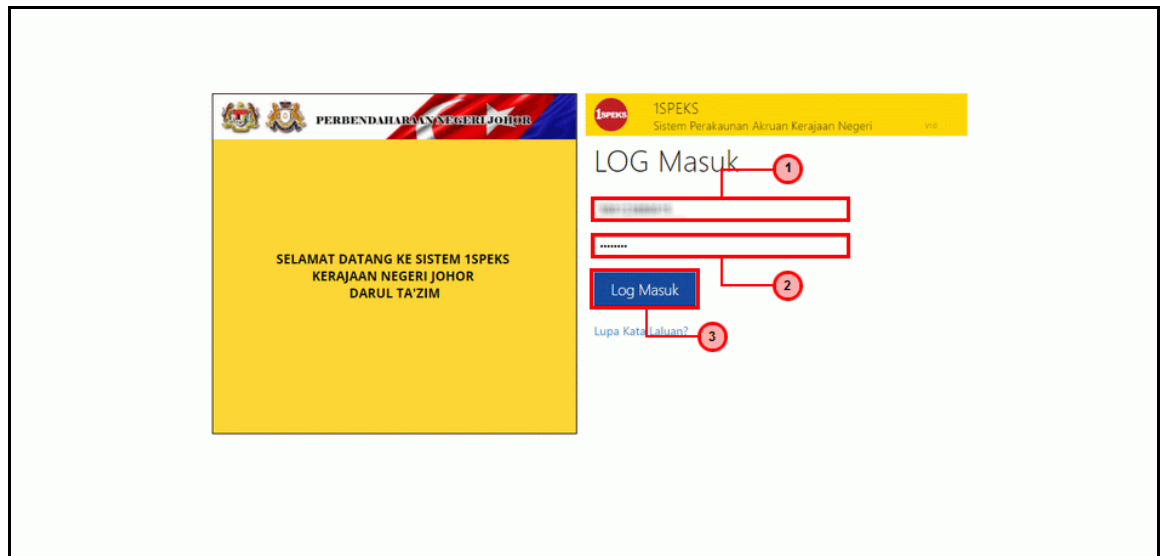 PERBENDAHARAAN NEGERI JOHOR
SELAMAT DATANG KE SISTEM 1SPEKS
KERAJAAN NEGERI JOHOR
DARUL TA'ZIM
1SPEKS
1SPEKS
Sistem Perakaunan Akruan Kerajaan Negeri
LOG Masuk
1
2
Log Masuk
Lupa Kata Laluan?
3